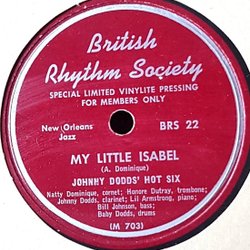 British
Rhythm Society
SPECIAL LIMITED VINYLITE PRESSING
FOR MEMBERS ONLY
New Orleans
Jazz
BRS 22
MY LITTLE ISABEL
(A. Dominique)
JOHNNY DODDS' HOT SIX
Natty Dominique, cornet; Honore Dutray, trombone;
Johnny Dodds, clarinet; Lil Armstrong, piano;
Bill Johnson, bass;
Baby Dodds, drums
(M 703)